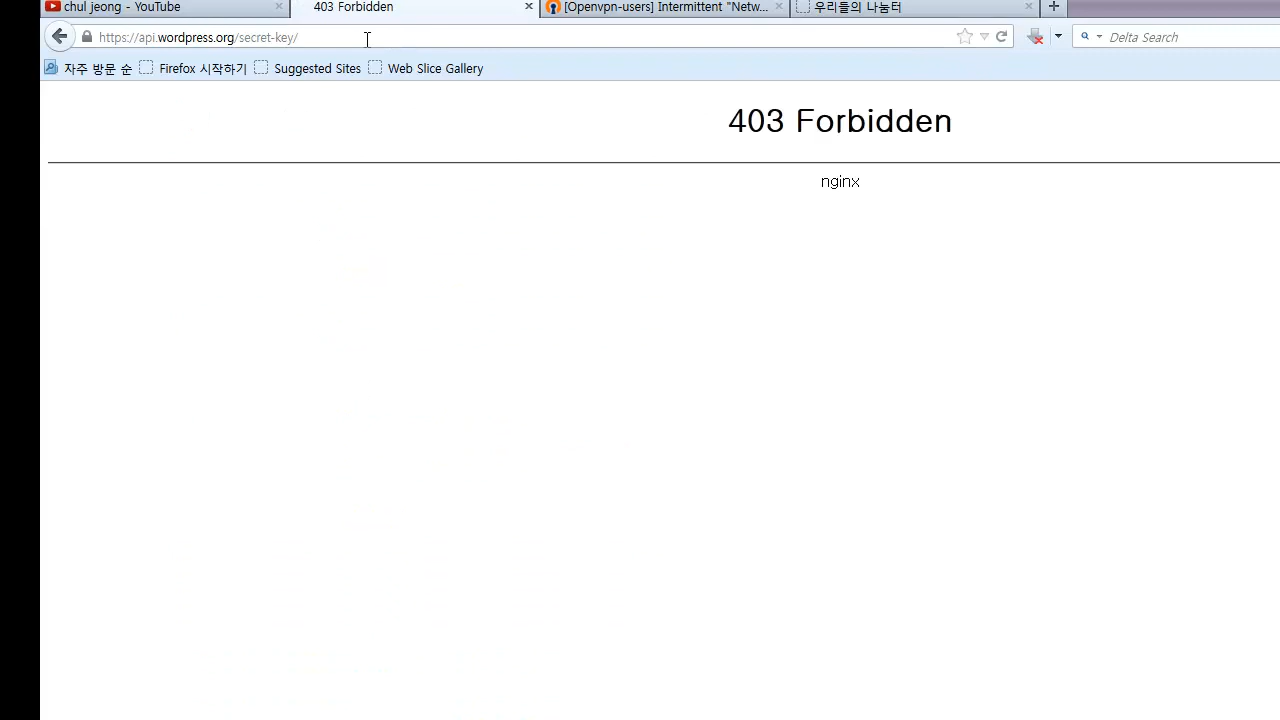 chul jeong - YouTube
403 Forbidden
[Openvpn-users] Intermittent "Netw...
우리들의 나눔터
https://api.wordpress.org/secret-key/
Delta Search
자주 방문 순
Firefox 시작하기
Suggested Sites
Web Slice Gallery
403 Forbidden
nginx